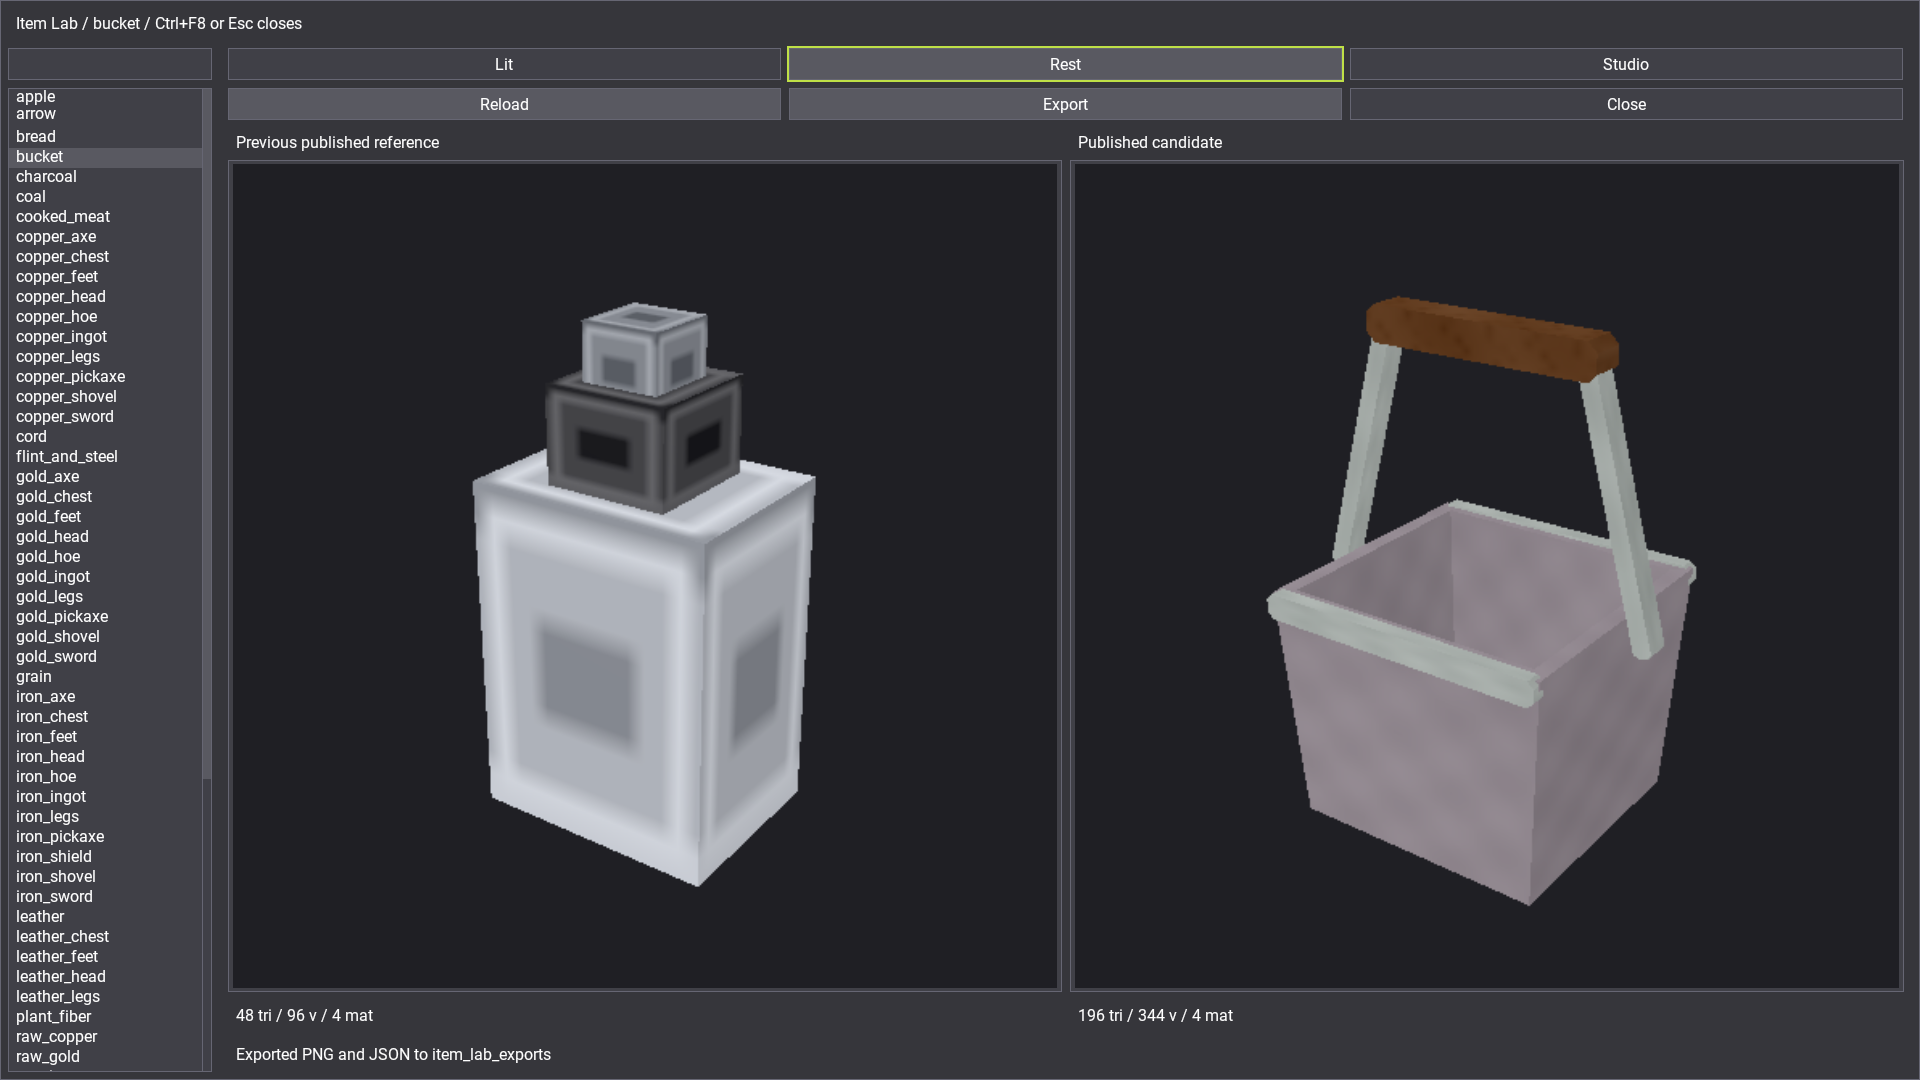 Item Lab / bucket / Ctrl+F8 or Esc closes
Lit
Rest
Studio
Reload
Export
Close
Previous published reference
Published candidate
apple
arrow
bread
bucket
charcoal
coal
cooked_meat
copper_axe
copper_chest
copper_feet
copper_head
copper_hoe
copper_ingot
copper_legs
copper_pickaxe
copper_shovel
copper_sword
cord
flint_and_steel
gold_axe
gold_chest
gold_feet
gold_head
gold_hoe
gold_ingot
gold_legs
gold_pickaxe
gold_shovel
gold_sword
grain
iron_axe
iron_chest
iron_feet
iron_head
iron_hoe
iron_ingot
iron_legs
iron_pickaxe
iron_shield
iron_shovel
iron_sword
leather
leather_chest
leather_feet
leather_head
leather_legs
plant_fiber
raw_copper
raw_gold
48 tri / 96 v / 4 mat
196 tri / 344 v / 4 mat
Exported PNG and JSON to item_lab_exports